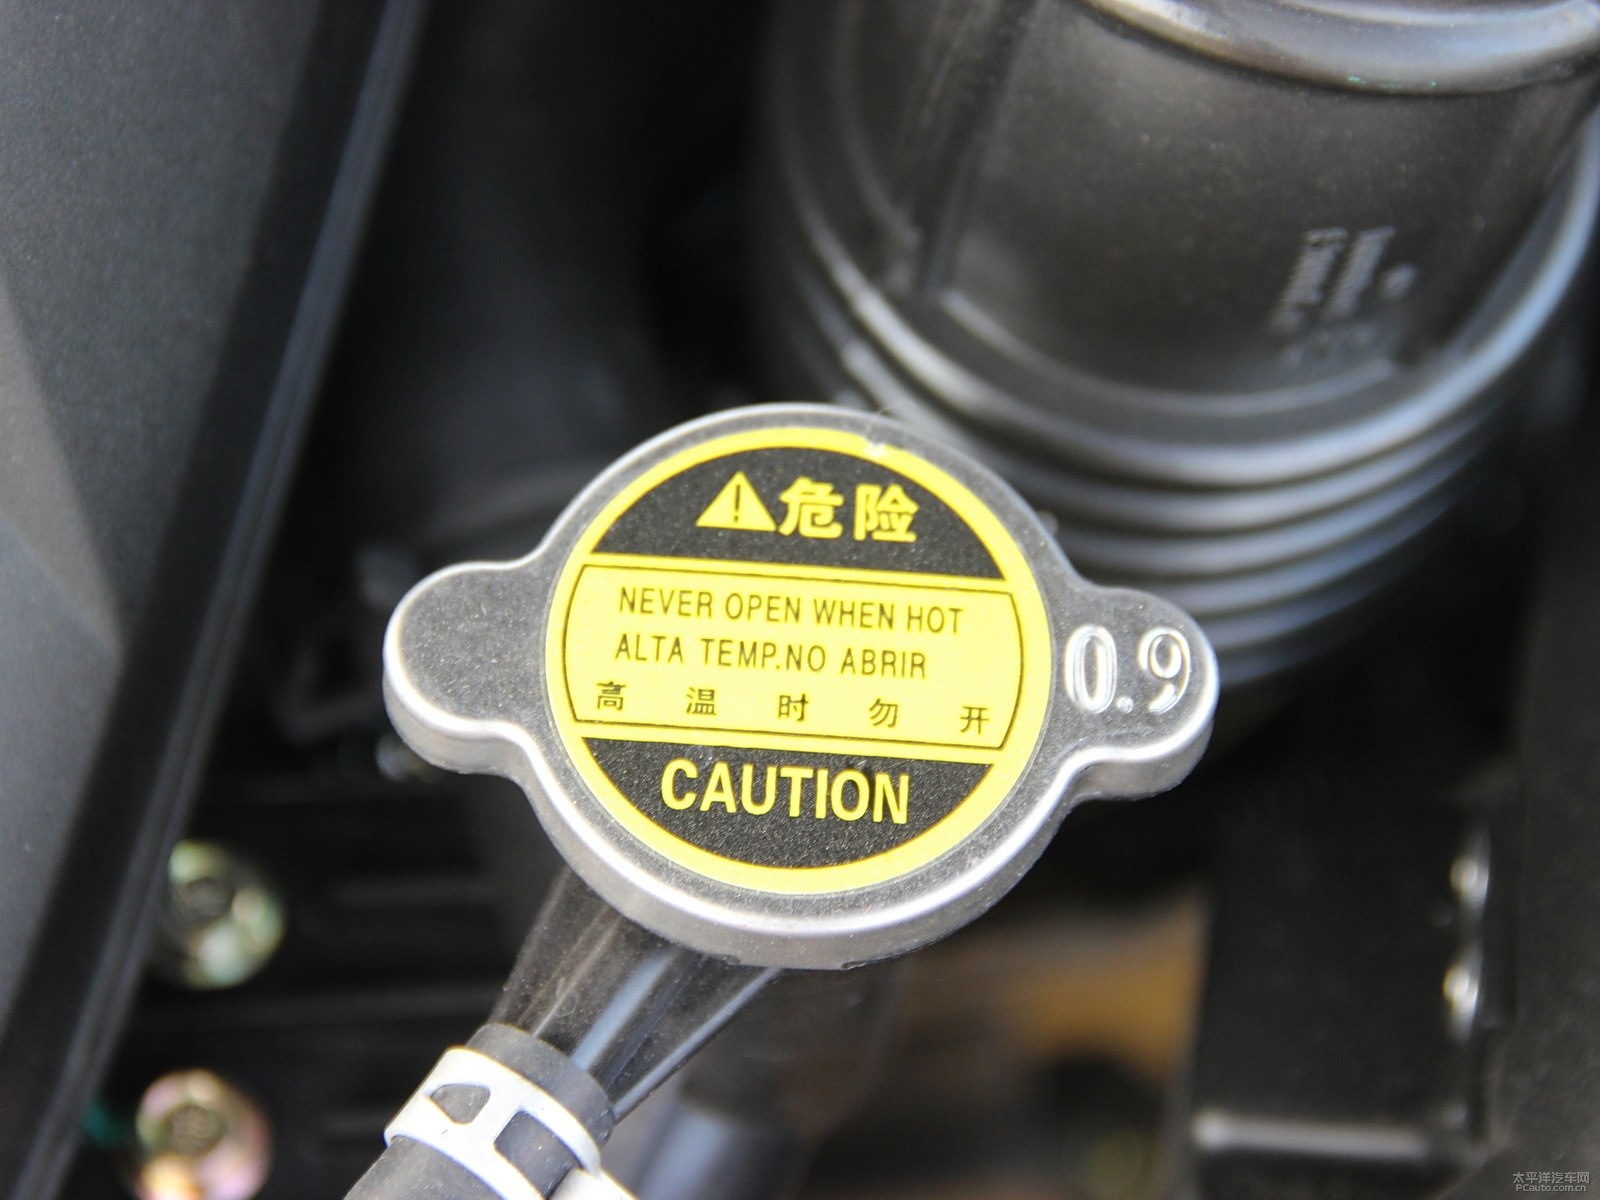 危险
NEVER OPEN WHEN HOT
ALTA TEMP.NO ABRIR
高 温 时 勿 开
CAUTION
0.9
太平洋汽车网
PCauto.com.cn